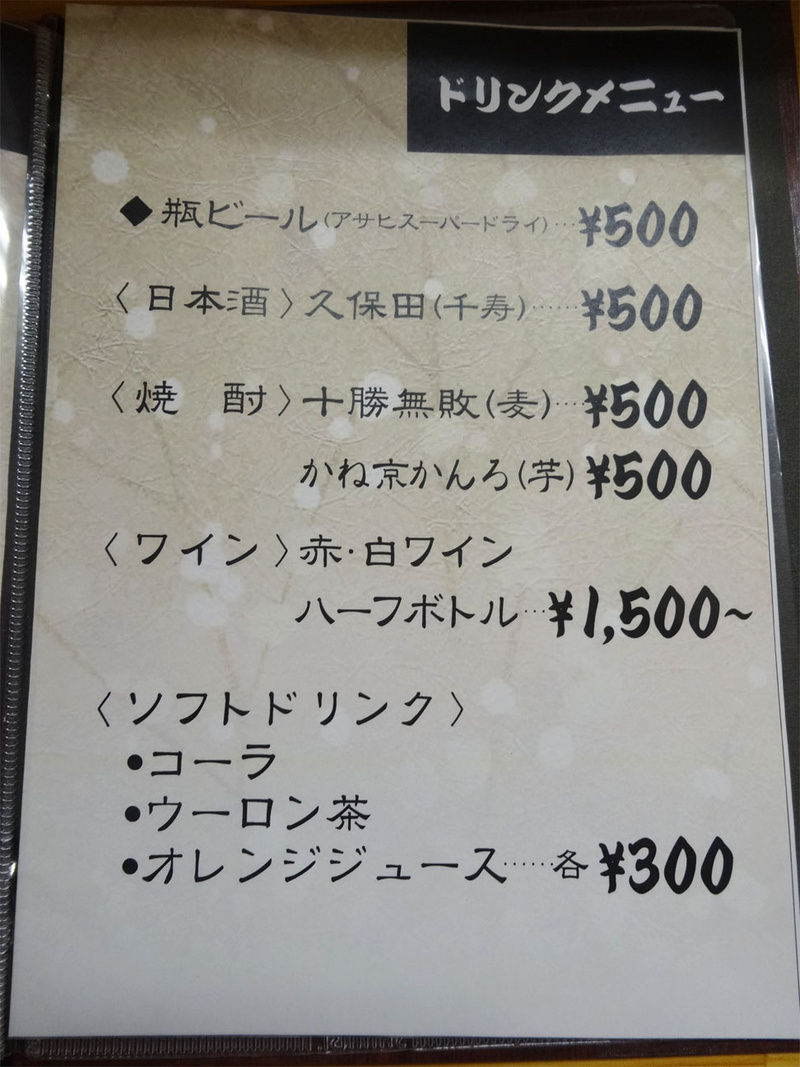 ドリンクメニュー
◆瓶ビール(アサヒスーパードライ)…¥500
〈日本酒〉久保田(千寿)……¥500
〈焼　酎〉十勝無敗(麦)…¥500
かね京かんろ(芋)¥500
〈ワイン〉赤・白ワイン
ハーフボトル…¥1,500~
〈ソフトドリンク〉
•コーラ
•ウーロン茶
•オレンジジュース……各¥300